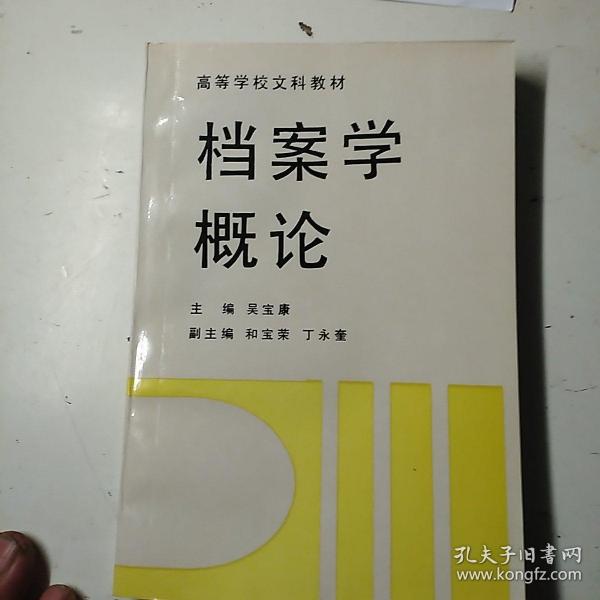 高等学校文科教材
档案学
概论
主 编 吴宝康
副主编 和宝荣 丁永奎
孔夫子旧书网
www.kongfz.com